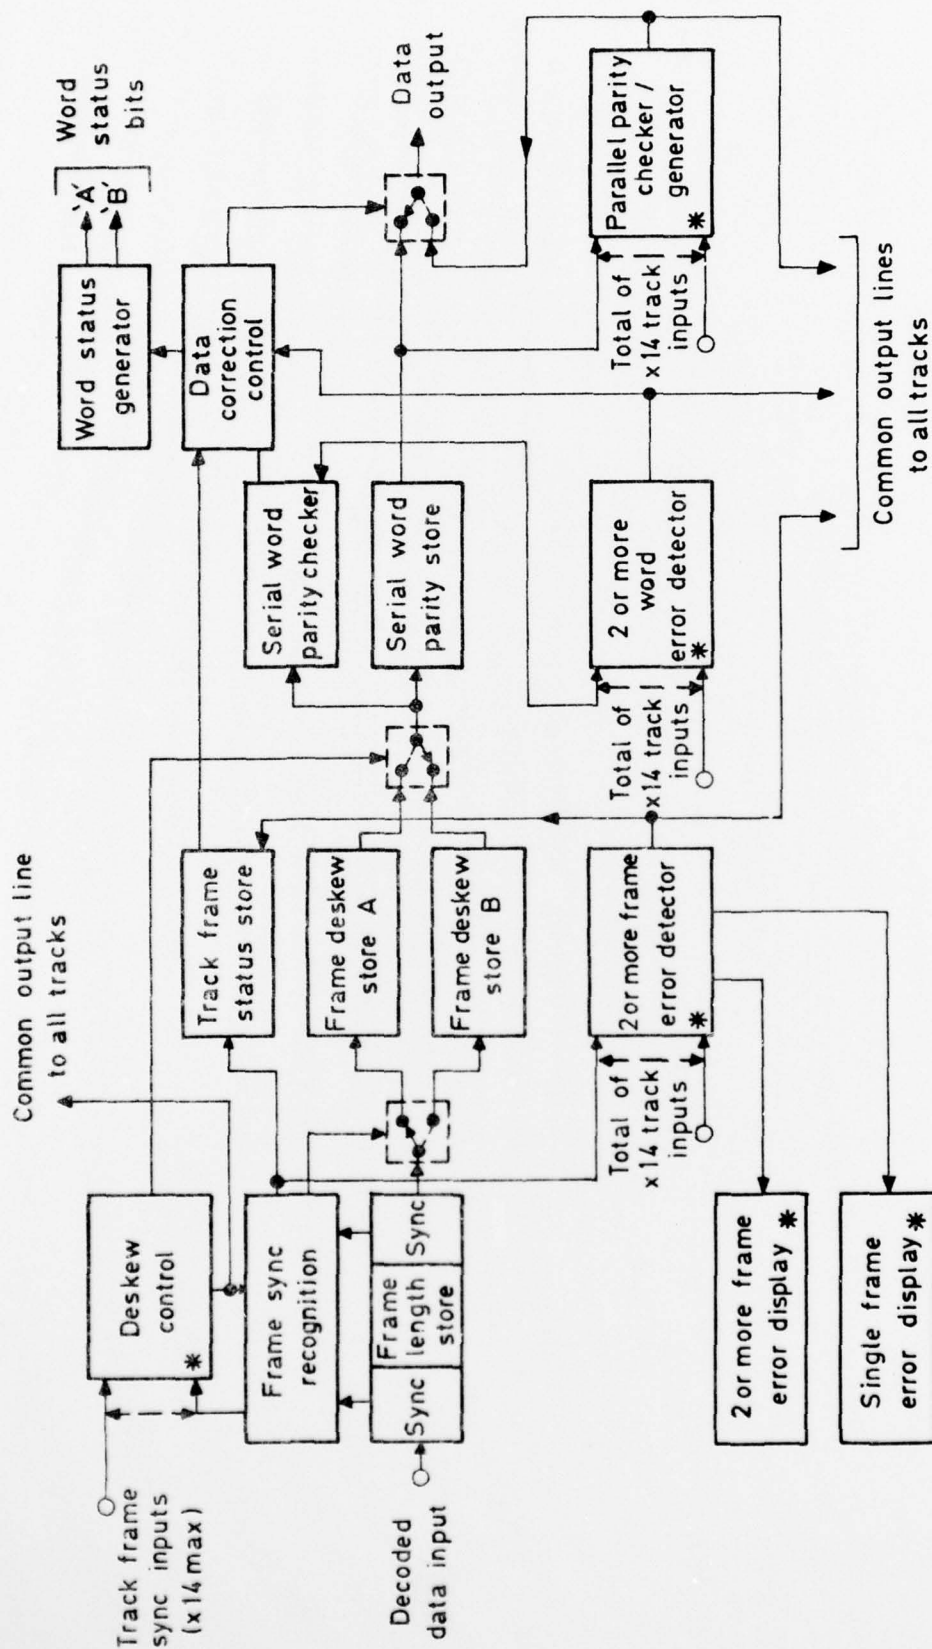 Common output line
to all tracks
Track frame
sync inputs
(x14 max)
Deskew
control
*
Frame sync
recognition
Decoded
data input
Sync
Frame
length
store
Sync
Track frame
status store
Frame deskew
store A
Frame deskew
store B
Serial word
parity checker
Serial word
parity store
Data
correction
control
Word status
generator
'A'
'B'
Word
status
bits
Data
output
Total of
x14 track
inputs
2 or more frame
error detector
*
Total of
x14 track
inputs
2 or more
word
error detector
*
Total of
x14 track
inputs
Parallel parity
checker /
generator
*
2 or more frame
error display *
Single frame
error display *
Common output lines
to all tracks